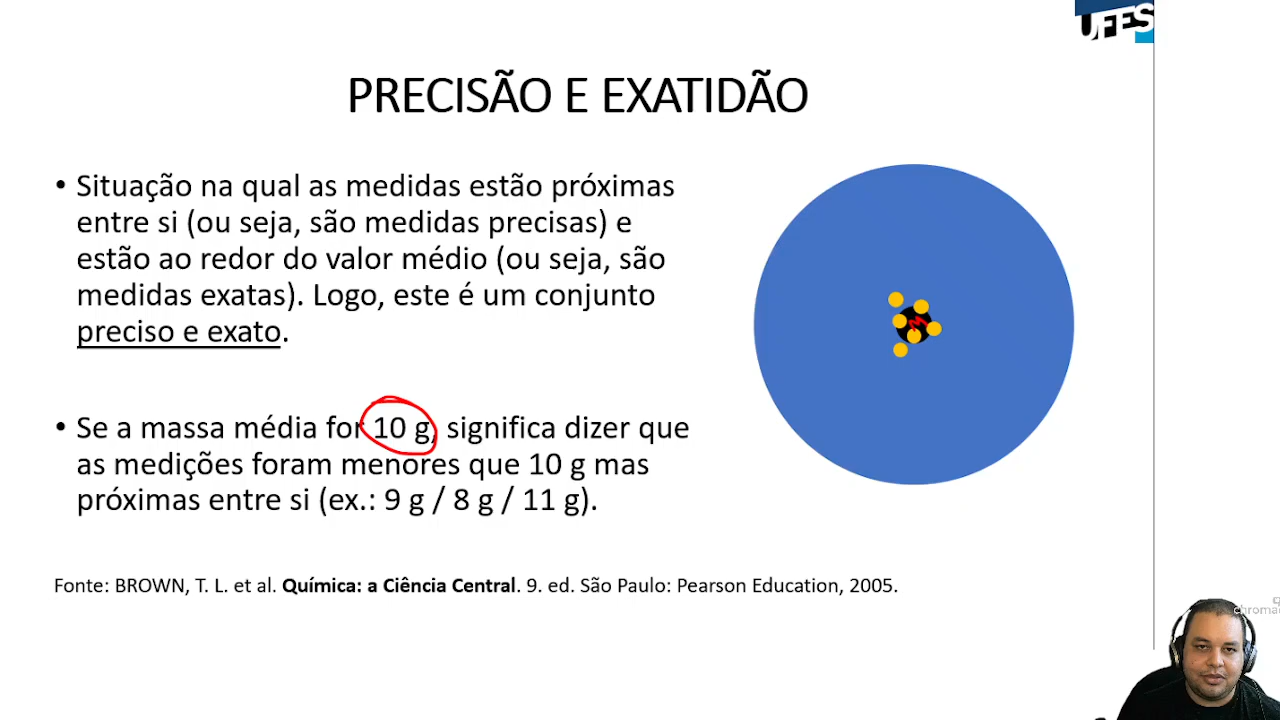 UFES
PRECISÃO E EXATIDÃO
• Situação na qual as medidas estão próximas
entre si (ou seja, são medidas precisas) e
estão ao redor do valor médio (ou seja, são
medidas exatas). Logo, este é um conjunto
preciso e exato.
• Se a massa média for 10 g, significa dizer que
as medições foram menores que 10 g mas
próximas entre si (ex.: 9 g / 8 g / 11 g).
Fonte: BROWN, T. L. et al. Química: a Ciência Central. 9. ed. São Paulo: Pearson Education, 2005.